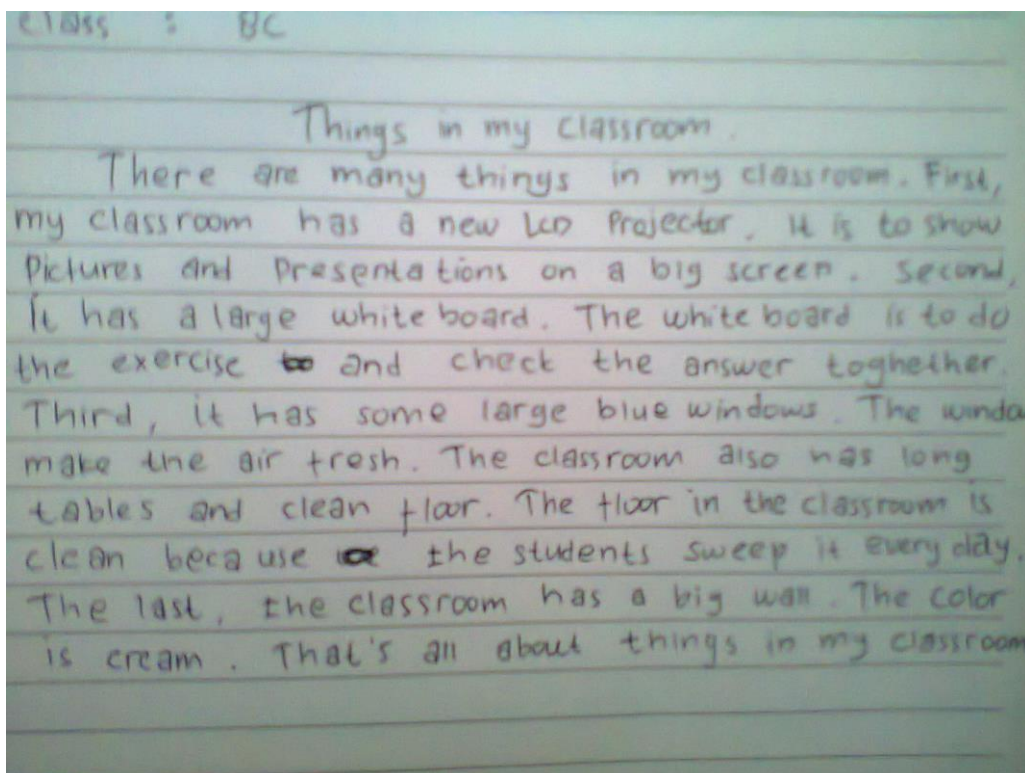 Class : BC
Things in my classroom.
There are many things in my classroom. First,
my classroom has a new LCD Projector. It is to show
Pictures and Presentations on a big screen. Second,
It has a large white board. The white board is to do
the exercise and check the answer toghether.
Third, it has some large blue windows. The windo
make the air fresh. The classroom also has long
tables and clean floor. The floor in the classroom is
clean because the students sweep it every day.
The last, the classroom has a big wall. The color
is cream. That's all about things in my classroom